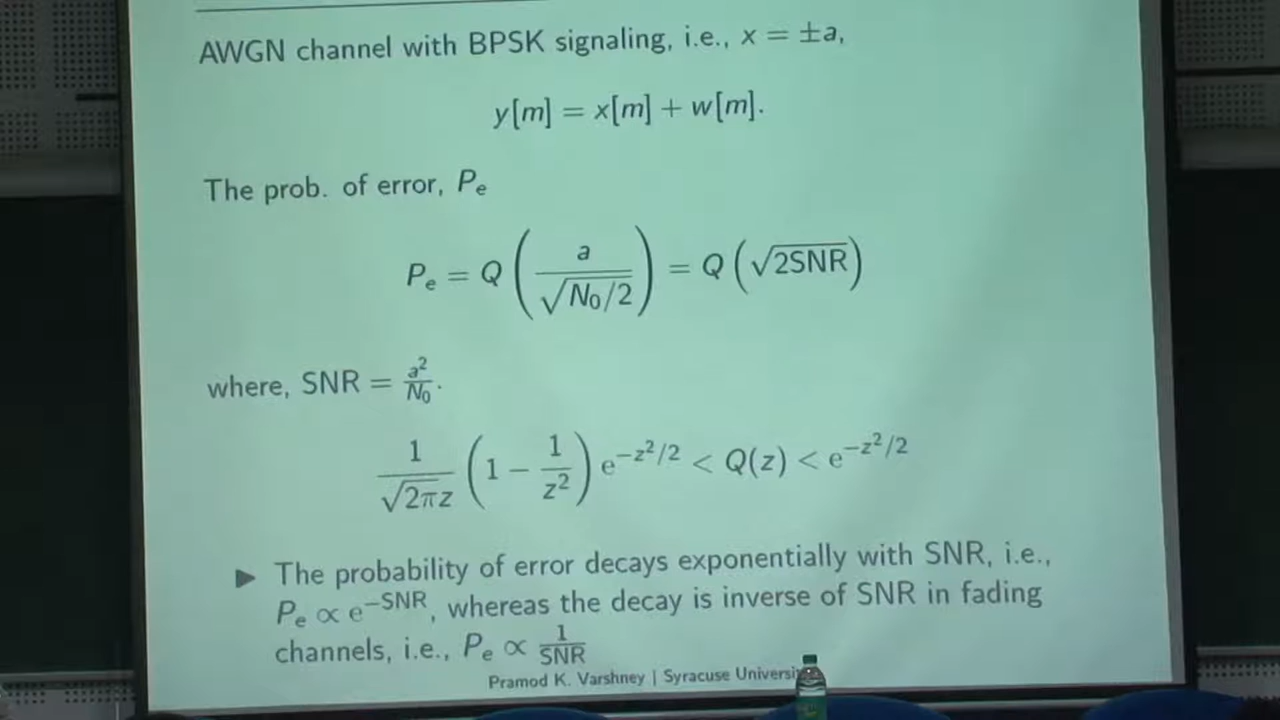 AWGN channel with BPSK signaling, i.e., x = ±a,
y[m] = x[m] + w[m].
The prob. of error, Pₑ
Pₑ = Q ( a / √(N₀/2) ) = Q (√2SNR)
where, SNR = a²/N₀.
1/(√2πz) (1 − 1/z²) e^(−z²/2) < Q(z) < e^(−z²/2)
▶ The probability of error decays exponentially with SNR, i.e.,
Pₑ ∝ e^(−SNR), whereas the decay is inverse of SNR in fading
channels, i.e., Pₑ ∝ 1/SNR
Pramod K. Varshney | Syracuse Universi